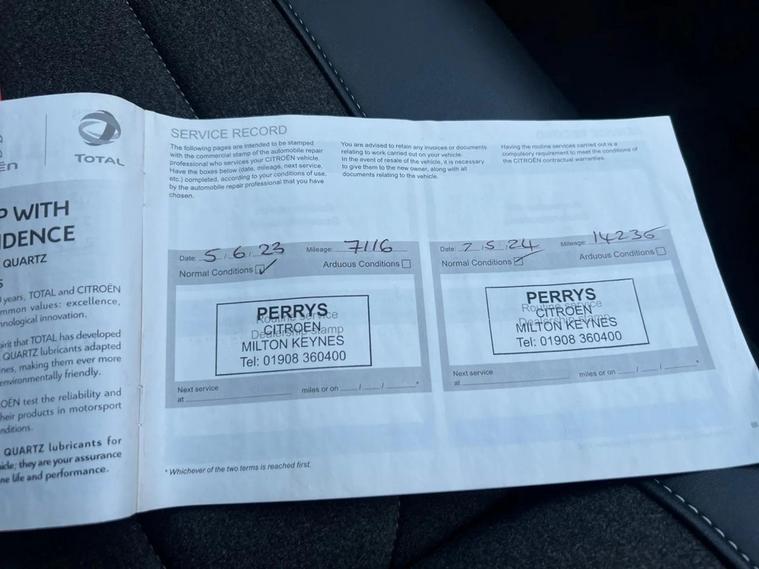 ËN
TOTAL
P WITH
IDENCE
QUARTZ
years, TOTAL and CITROËN
mmon values: excellence,
hnological innovation.
irit that TOTAL has developed
QUARTZ lubricants adapted
nes, making them ever more
environmentally friendly.
OËN test the reliability and
heir products in motorsport
nditions.
QUARTZ lubricants for
icle; they are your assurance
ne life and performance.
SERVICE RECORD
The following pages are intended to be stamped
with the commercial stamp of the automobile repair
professional who services your CITROËN vehicle.
Have the boxes below (date, mileage, next service,
etc.) completed, according to your conditions of use,
by the automobile repair professional that you have
chosen.
You are advised to retain any invoices or documents
relating to work carried out on your vehicle.
In the event of resale of the vehicle, it is necessary
to give them to the new owner, along with all
documents relating to the vehicle.
Having the routine services carried out is a
compulsory requirement to meet the conditions of
the CITROËN contractual warranties.
Date: 5.6.23 Mileage: 7116
Normal Conditions Arduous Conditions
PERRYS
Routine service
CITROEN
Dealership stamp
MILTON KEYNES
Tel: 01908 360400
Next service
at miles or on / / *
Date: 7.5.24 Mileage: 14236
Normal Conditions Arduous Conditions
PERRYS
Routine service
CITROEN
Dealership stamp
MILTON KEYNES
Tel: 01908 360400
Next service
at miles or on / / *
* Whichever of the two terms is reached first.